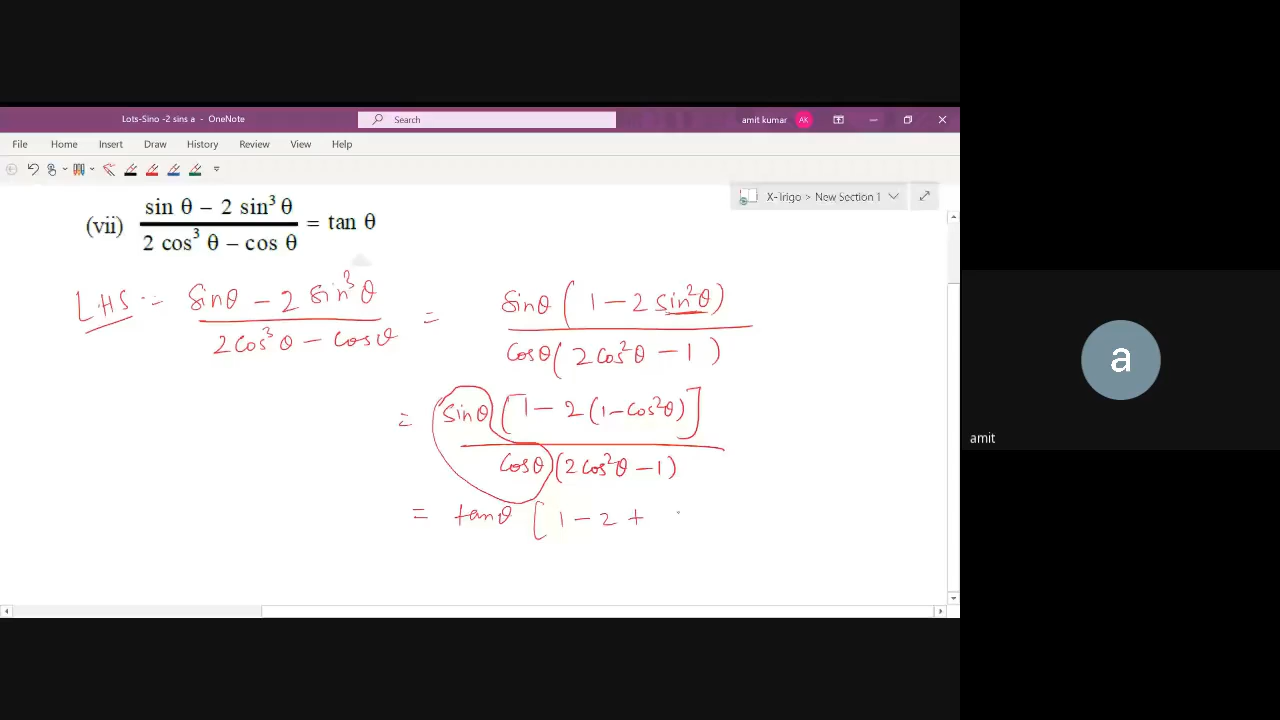 Lots-Sino -2 sins a - OneNote
Search
amit kumar AK
File Home Insert Draw History Review View Help
X-Trigo > New Section 1
(vii) sin θ – 2 sin³ θ / 2 cos³ θ – cos θ = tan θ
LHS = sinθ - 2 sin³θ / 2cos³θ - cosθ = sinθ (1 - 2 sin²θ) / cosθ (2cos²θ - 1)
= sinθ [1 - 2(1-cos²θ)] / cosθ (2cos²θ - 1)
= tanθ [1 - 2 +
a
amit